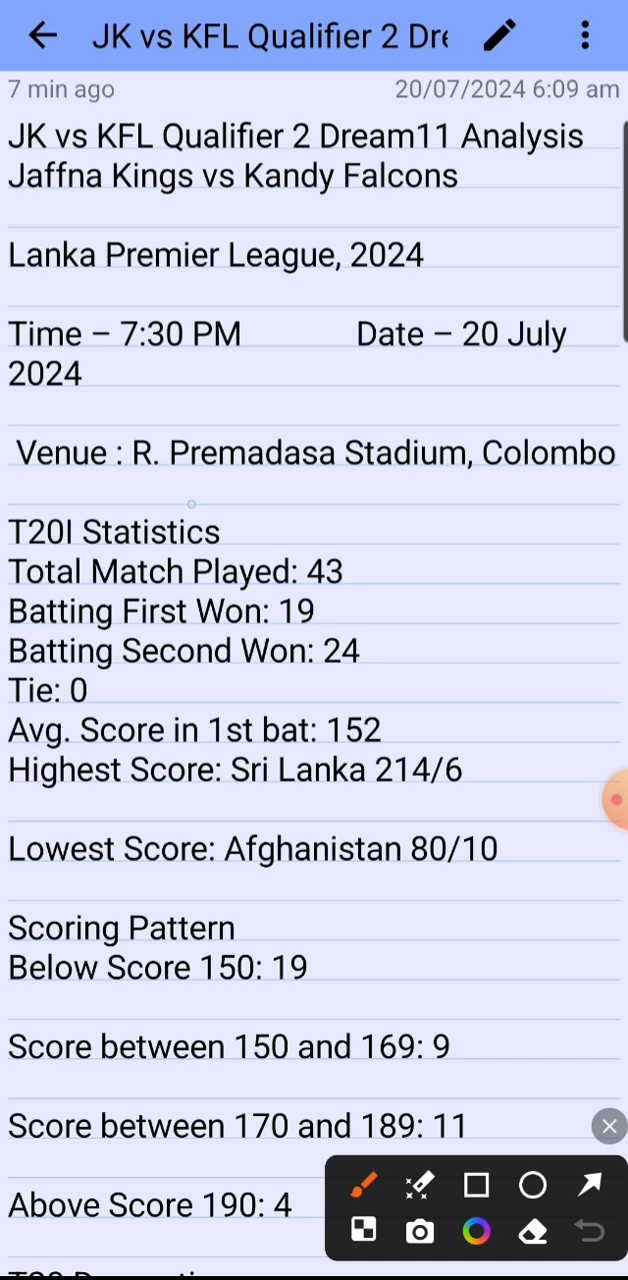 JK vs KFL Qualifier 2
7 min ago 20/07/2024 6:09 am
JK vs KFL Qualifier 2 Dream11 Analysis
Jaffna Kings vs Kandy Falcons
Lanka Premier League, 2024
Time – 7:30 PM Date – 20 July
2024
Venue : R. Premadasa Stadium, Colombo
T20I Statistics
Total Match Played: 43
Batting First Won: 19
Batting Second Won: 24
Tie: 0
Avg. Score in 1st bat: 152
Highest Score: Sri Lanka 214/6
Lowest Score: Afghanistan 80/10
Scoring Pattern
Below Score 150: 19
Score between 150 and 169: 9
Score between 170 and 189: 11
Above Score 190: 4